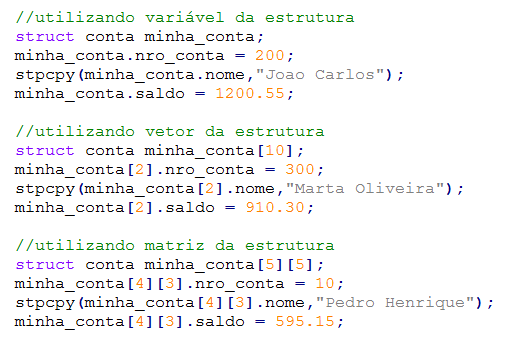 //utilizando variável da estrutura
struct conta minha_conta;
minha_conta.nro_conta = 200;
stpcpy(minha_conta.nome,"Joao Carlos");
minha_conta.saldo = 1200.55;
//utilizando vetor da estrutura
struct conta minha_conta[10];
minha_conta[2].nro_conta = 300;
stpcpy(minha_conta[2].nome,"Marta Oliveira");
minha_conta[2].saldo = 910.30;
//utilizando matriz da estrutura
struct conta minha_conta[5][5];
minha_conta[4][3].nro_conta = 10;
stpcpy(minha_conta[4][3].nome,"Pedro Henrique");
minha_conta[4][3].saldo = 595.15;